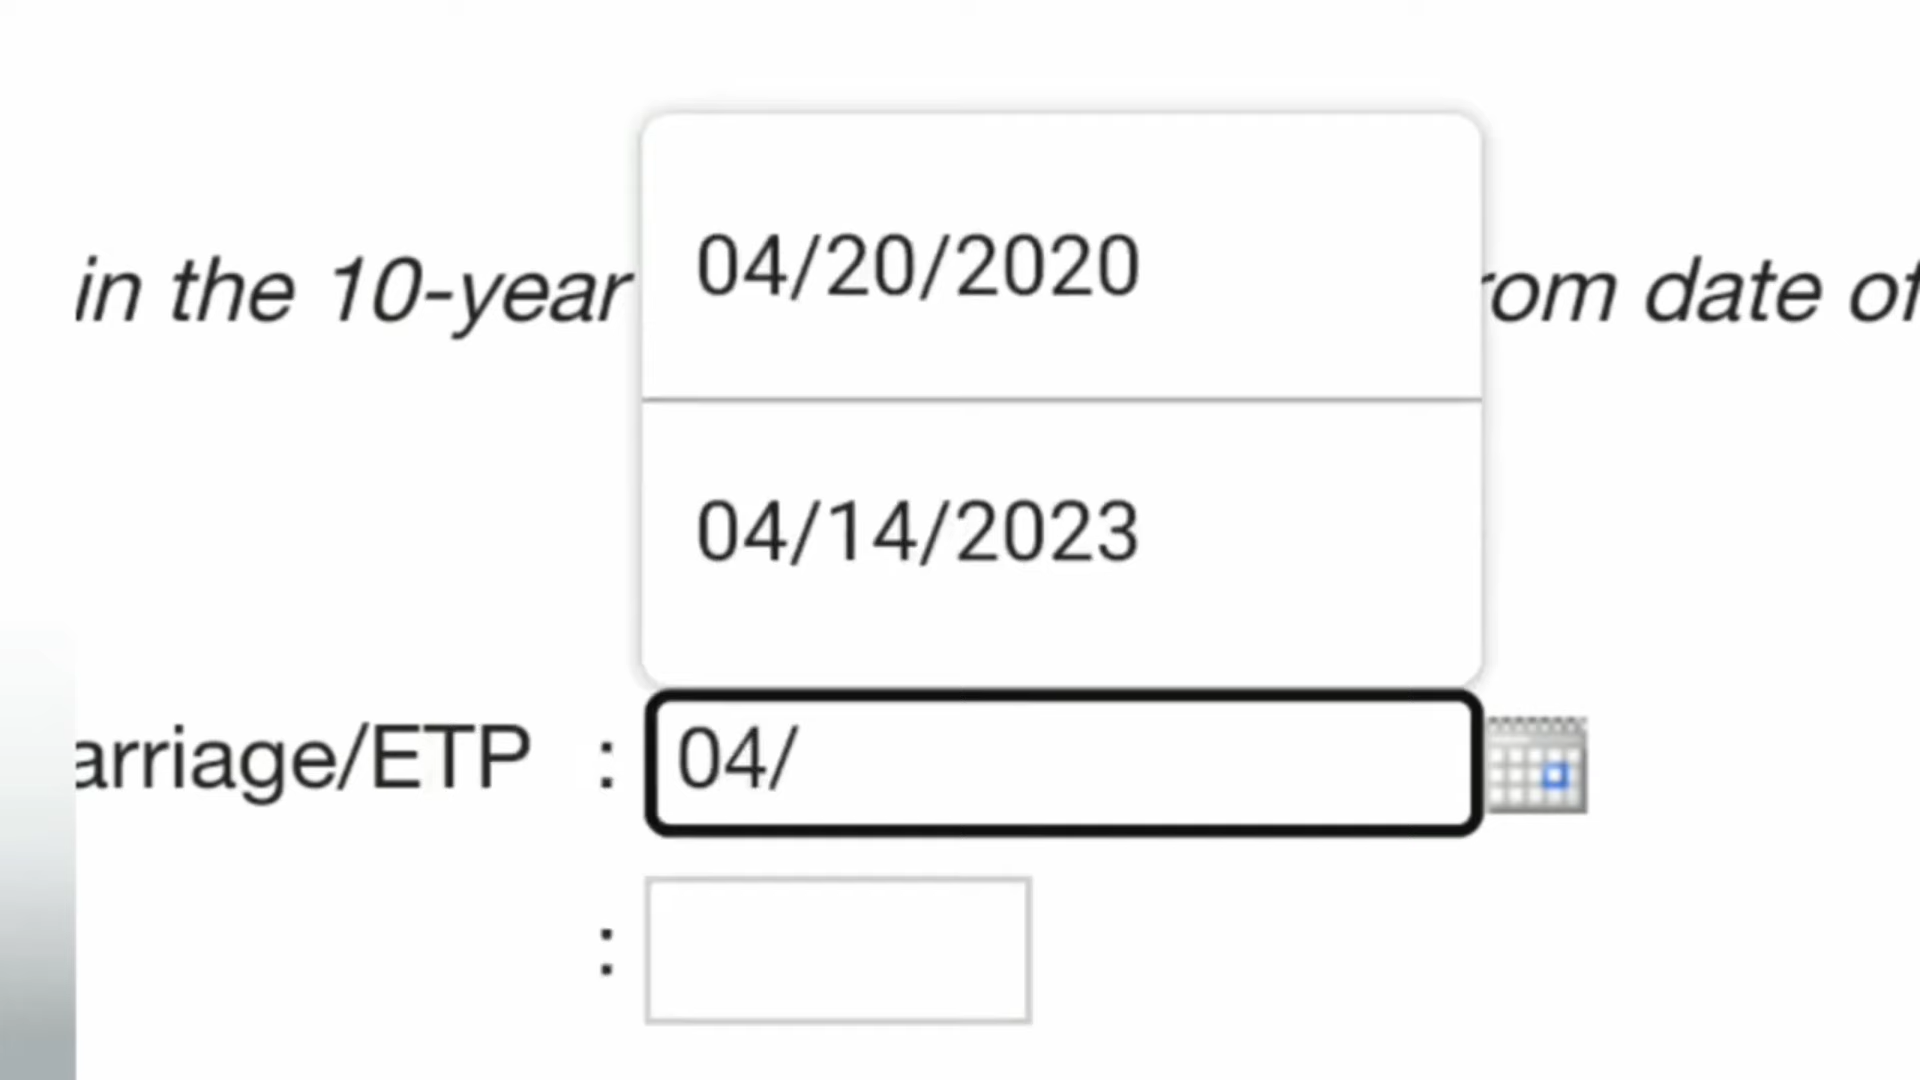 04/20/2020
in the 10-year rom date of
04/14/2023
arriage/ETP : 04/
: